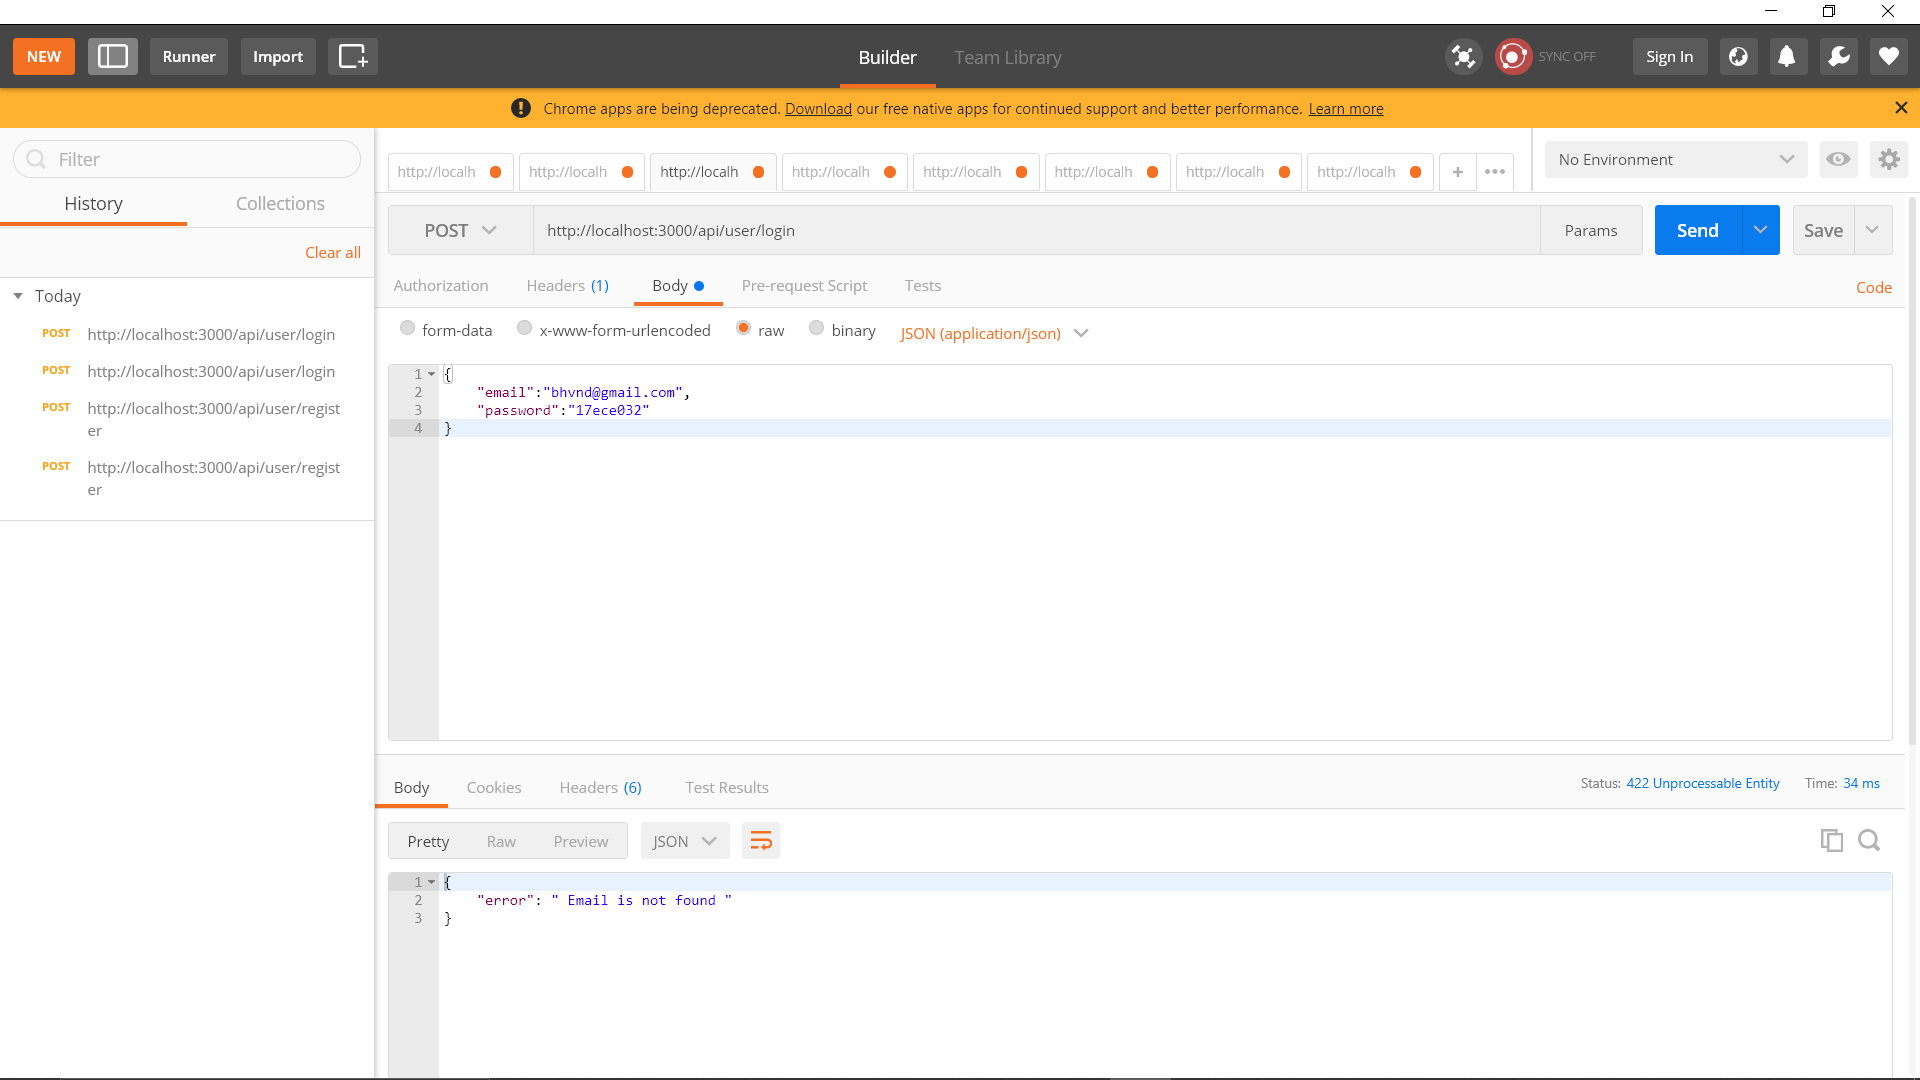 NEW Runner Import Builder Team Library SYNC OFF Sign In
Chrome apps are being deprecated. Download our free native apps for continued support and better performance. Learn more
Filter
History Collections
Clear all
Today
POST http://localhost:3000/api/user/login
POST http://localhost:3000/api/user/login
POST http://localhost:3000/api/user/regist
er
POST http://localhost:3000/api/user/regist
er
http://localh http://localh http://localh http://localh http://localh http://localh http://localh http://localh + ••• No Environment
POST http://localhost:3000/api/user/login Params Send Save
Authorization Headers (1) Body Pre-request Script Tests Code
form-data x-www-form-urlencoded raw binary JSON (application/json)
1 {
2 "email":"bhvnd@gmail.com",
3 "password":"17ece032"
4 }
Body Cookies Headers (6) Test Results Status: 422 Unprocessable Entity Time: 34 ms
Pretty Raw Preview JSON
1 {
2 "error": " Email is not found "
3 }